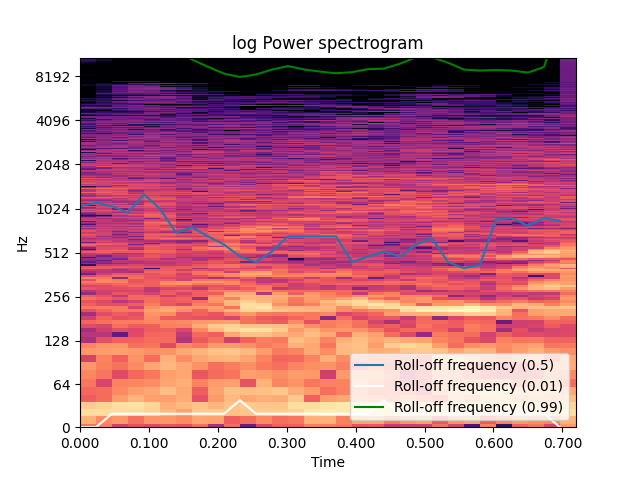 log Power spectrogram
8192
4096
2048
1024
512
256
128
64
0
Hz
Roll-off frequency (0.5)
Roll-off frequency (0.01)
Roll-off frequency (0.99)
0.000 0.100 0.200 0.300 0.400 0.500 0.600 0.700
Time